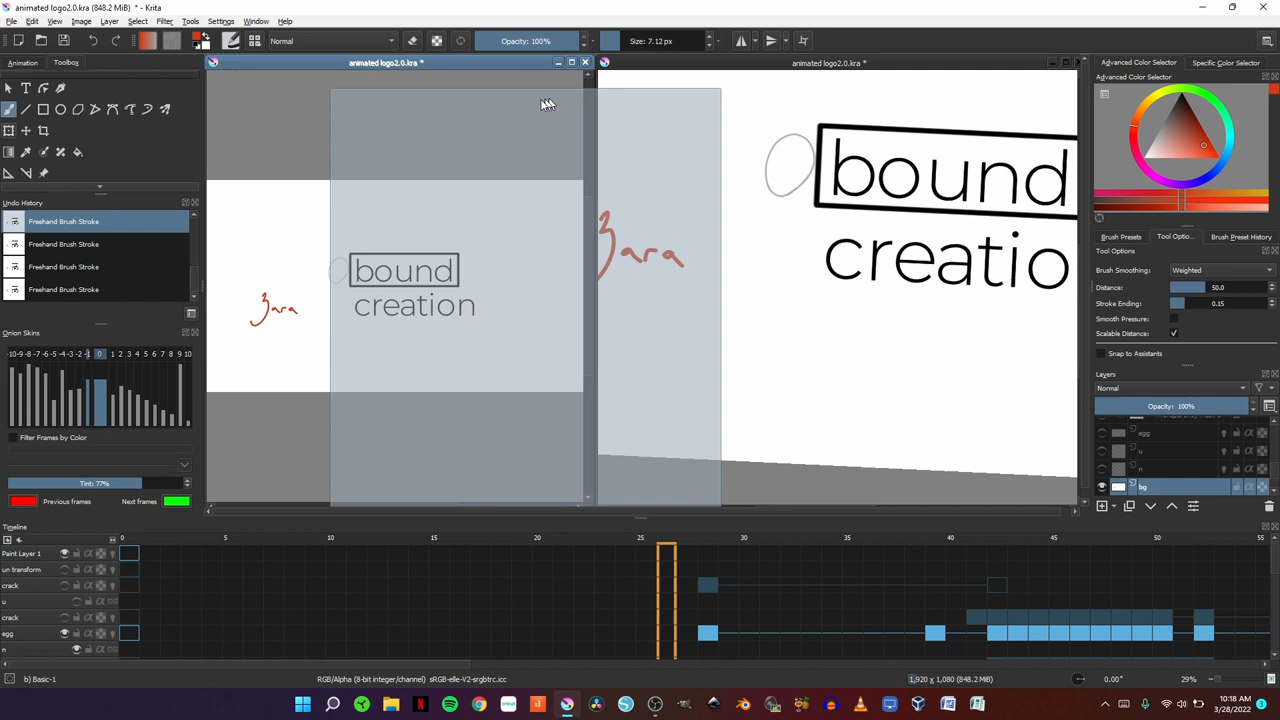 animated logo2.0.kra (848.2 MiB) * - Krita
File Edit View Image Layer Select Filter Tools Settings Window Help
Normal Opacity: 100% Size: 7.12 px
Animation Toolbox
animated logo2.0.kra *
animated logo2.0.kra *
Advanced Color Selector Specific Color Selector
Advanced Color Selector
Undo History
Freehand Brush Stroke
Freehand Brush Stroke
Freehand Brush Stroke
Freehand Brush Stroke
Onion Skins
-10 -9 -8 -7 -6 -5 -4 -3 -2 -1 0 1 2 3 4 5 6 7 8 9 10
Filter Frames by Color
Tint: 77%
Previous frames Next frames
bound
creation
Zara
bound
creatio
ara
Brush Presets Tool Optio... Brush Preset History
Tool Options
Brush Smoothing: Weighted
Distance: 50.0
Stroke Ending: 0.15
Smooth Pressure:
Scalable Distance:
Snap to Assistants
Layers
Normal
Opacity: 100%
egg
u
n
bg
Timeline
0 5 10 15 20 25 30 35 40 45 50 55
Paint Layer 1
un transform
crack
u
crack
egg
n
b) Basic-1 RGB/Alpha (8-bit integer/channel) sRGB-elle-V2-srgbtrc.icc 1,920 x 1,080 (848.2 MiB) 0.00° 29%
10:18 AM
3/28/2022